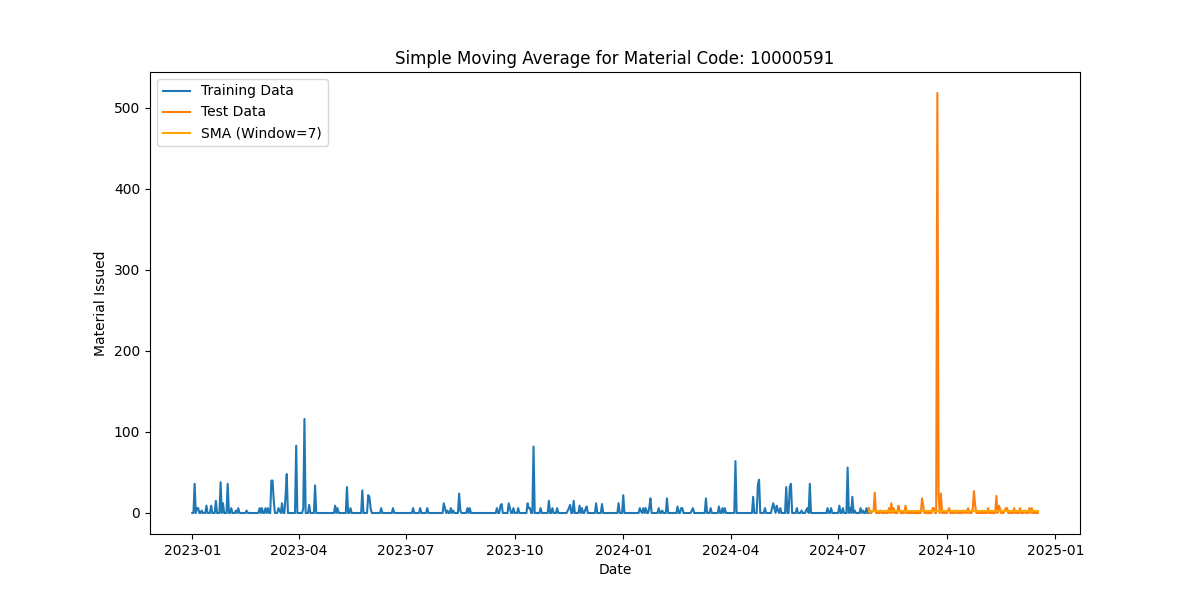 Simple Moving Average for Material Code: 10000591
Training Data
Test Data
SMA (Window=7)
Material Issued
500
400
300
200
100
0
2023-01 2023-04 2023-07 2023-10 2024-01 2024-04 2024-07 2024-10 2025-01
Date